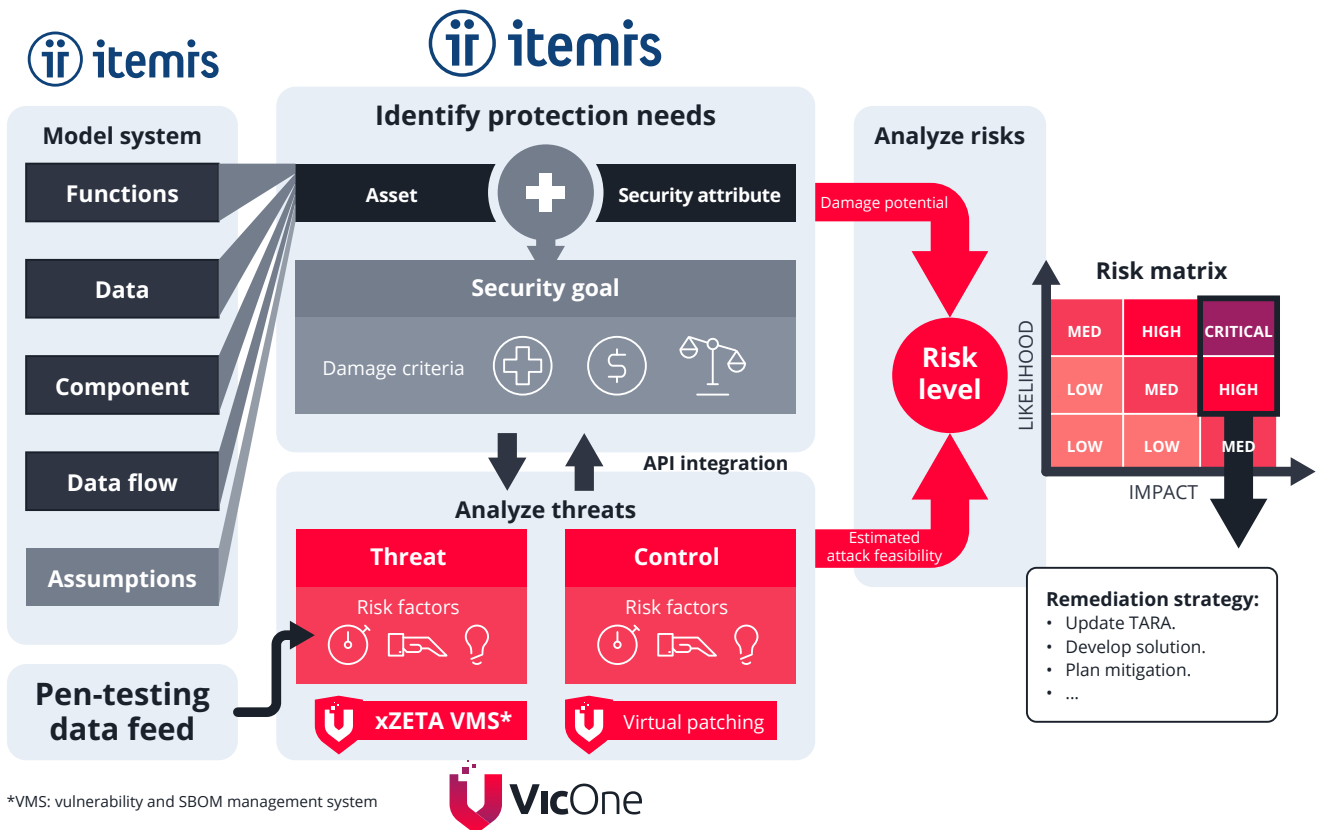 itemis
itemis
Model system
Functions
Data
Component
Data flow
Assumptions
Pen-testing
data feed
Identify protection needs
Asset
Security attribute
Security goal
Damage criteria
$
API integration
Analyze threats
Threat
Risk factors
xZETA VMS*
Control
Risk factors
Virtual patching
Analyze risks
Damage potential
Risk
level
Estimated
attack feasibility
Risk matrix
LIKELIHOOD
MED HIGH CRITICAL
LOW MED HIGH
LOW LOW MED
IMPACT
Remediation strategy:
• Update TARA.
• Develop solution.
• Plan mitigation.
• ...
*VMS: vulnerability and SBOM management system
VicOne